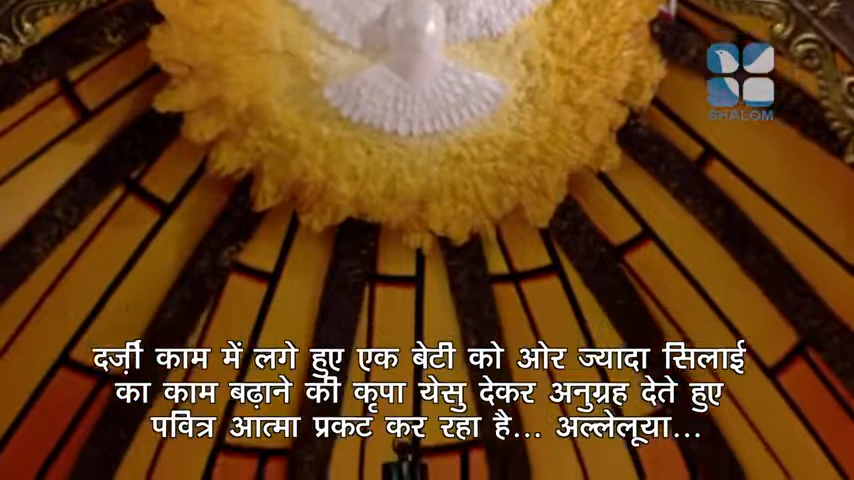 SHALOM
दर्ज़ी काम में लगे हुए एक बेटी को ओर ज्यादा सिलाई
का काम बढ़ाने की कृपा येसु देकर अनुग्रह देते हुए
पवित्र आत्मा प्रकट कर रहा है... अल्लेलूया...